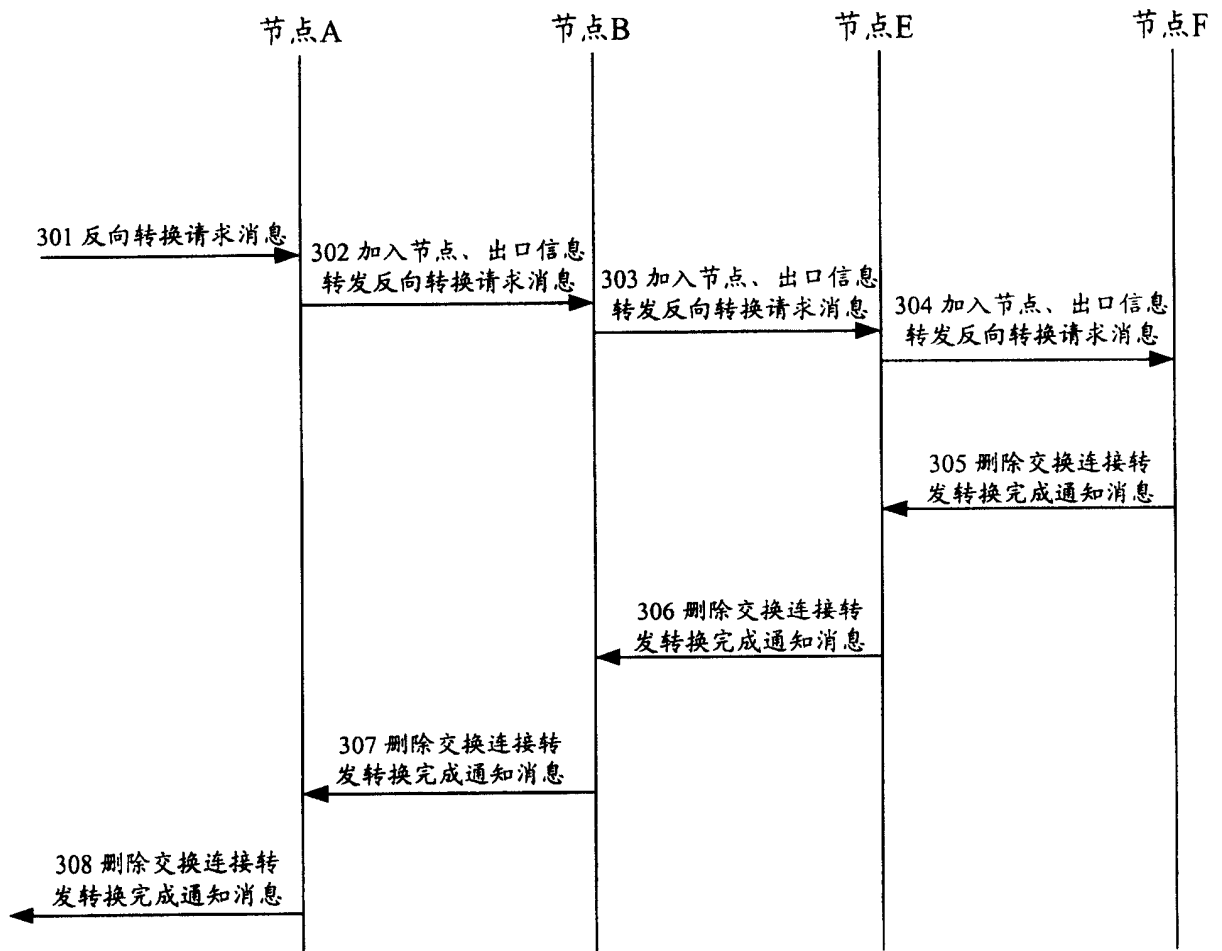 节点A
节点B
节点E
节点F
301 反向转换请求消息
302 加入节点、出口信息
转发反向转换请求消息
303 加入节点、出口信息
转发反向转换请求消息
304 加入节点、出口信息
转发反向转换请求消息
305 删除交换连接转
发转换完成通知消息
306 删除交换连接转
发转换完成通知消息
307 删除交换连接转
发转换完成通知消息
308 删除交换连接转
发转换完成通知消息